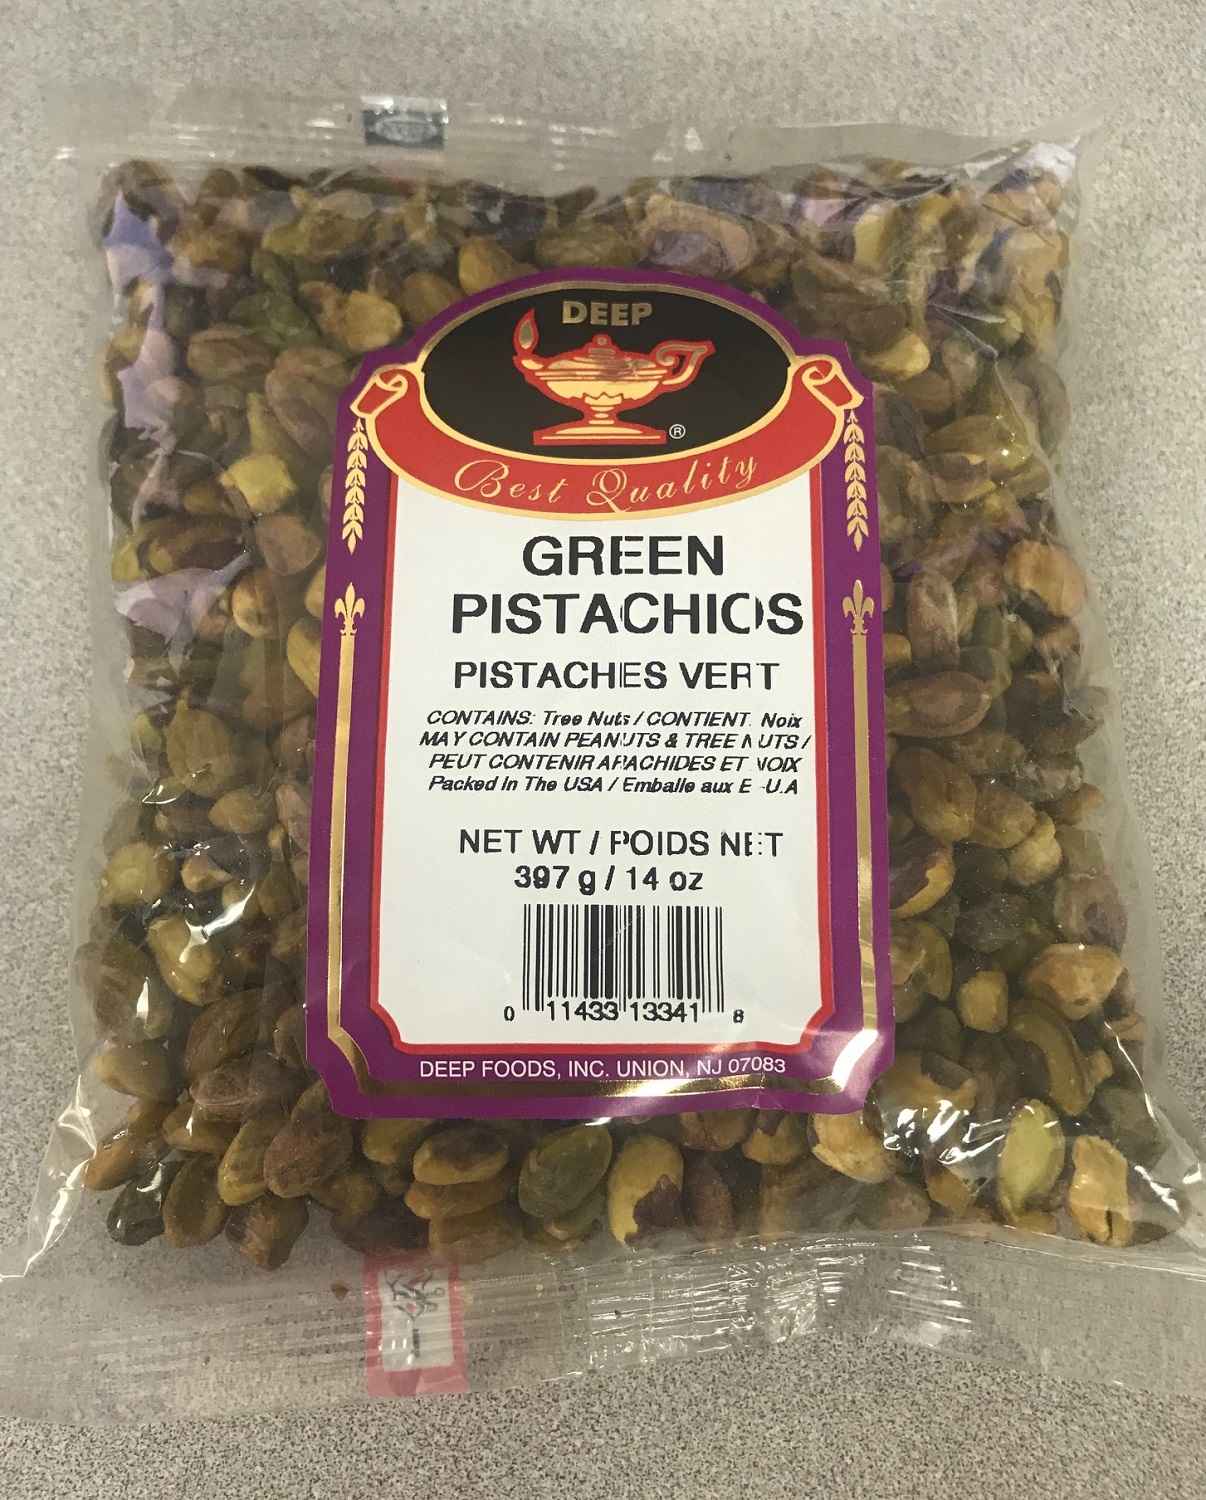 DEEP
®
Best Quality
GREEN
PISTACHIOS
PISTACHES VERT
CONTAINS: Tree Nuts / CONTIENT. Noix
MAY CONTAIN PEANUTS & TREE NUTS /
PEUT CONTENIR ARACHIDES ET NOIX
Packed In The USA / Emballe aux E -U.A
NET WT / POIDS NET
397 g / 14 oz
0 11433 13341 8
DEEP FOODS, INC. UNION, NJ 07083